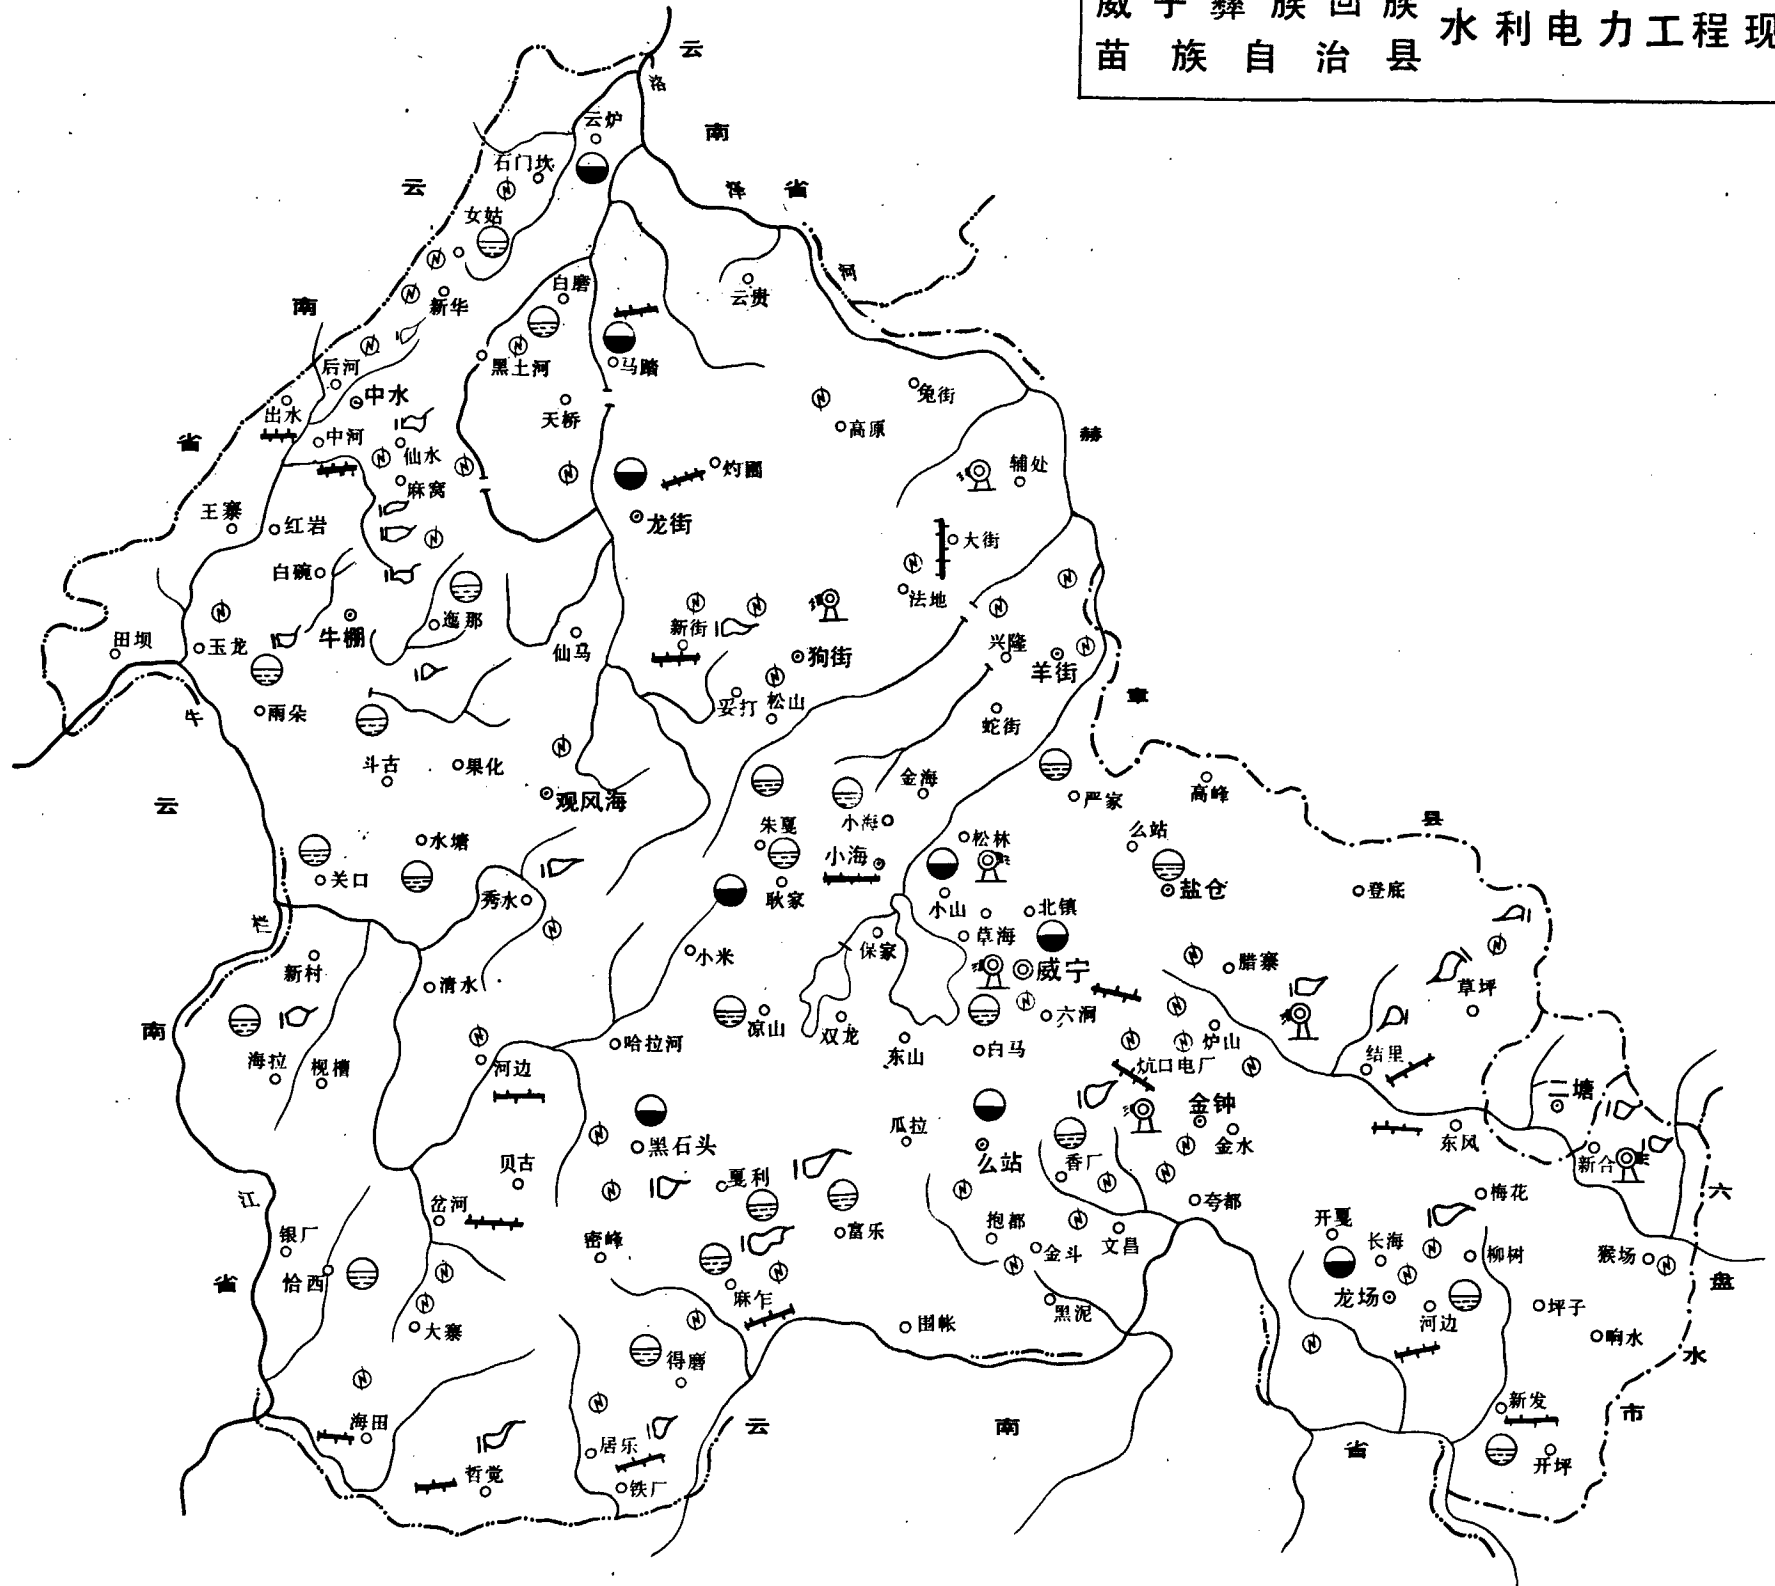 威宁彝族回族
苗族自治县
水利电力工程现
云
洛
南
云炉
石门坎
云
泽
省
女姑
河
白磨
云贵
南
新华
后河
黑土河
马踏
中水
兔街
出水
天桥
高原
中河
赫
省
仙水
辅处
灼圃
麻窝
王寨
红岩
龙街
大街
白碗
法地
迤那
田坝
玉龙
牛棚
新街
仙马
狗街
兴隆
羊街
章
牛
雨朵
妥打
松山
蛇街
斗古
果化
金海
严家
高峰
云
观风海
县
朱戛
小海
么站
水塘
松林
小海
关口
盐仓
登底
秀水
耿家
小山
北镇
栏
草海
保家
小米
腊寨
新村
威宁
清水
草坪
凉山
六洞
南
哈拉河
双龙
炉山
东山
白马
结里
海拉
枧槽
河边
炕口电厂
二塘
金钟
瓜拉
金水
东风
黑石头
么站
香厂
新合
贝古
戛利
江
岔河
夸都
梅花
六
抱都
开戛
银厂
密峰
富乐
金斗
文昌
长海
柳树
猴场
恰西
省
盘
麻乍
龙场
黑泥
坪子
大寨
围帐
河边
响水
得磨
水
新发
海田
云
南
市
居乐
省
哲觉
开坪
铁厂